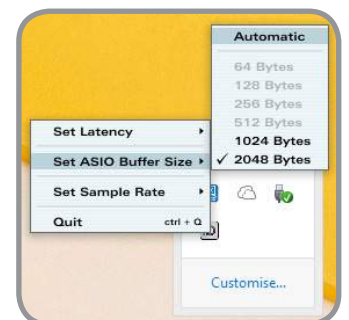 Automatic
64 Bytes
128 Bytes
256 Bytes
512 Bytes
1024 Bytes
✓ 2048 Bytes
Set Latency
Set ASIO Buffer Size
Set Sample Rate
Quit ctrl + Q
Customise...